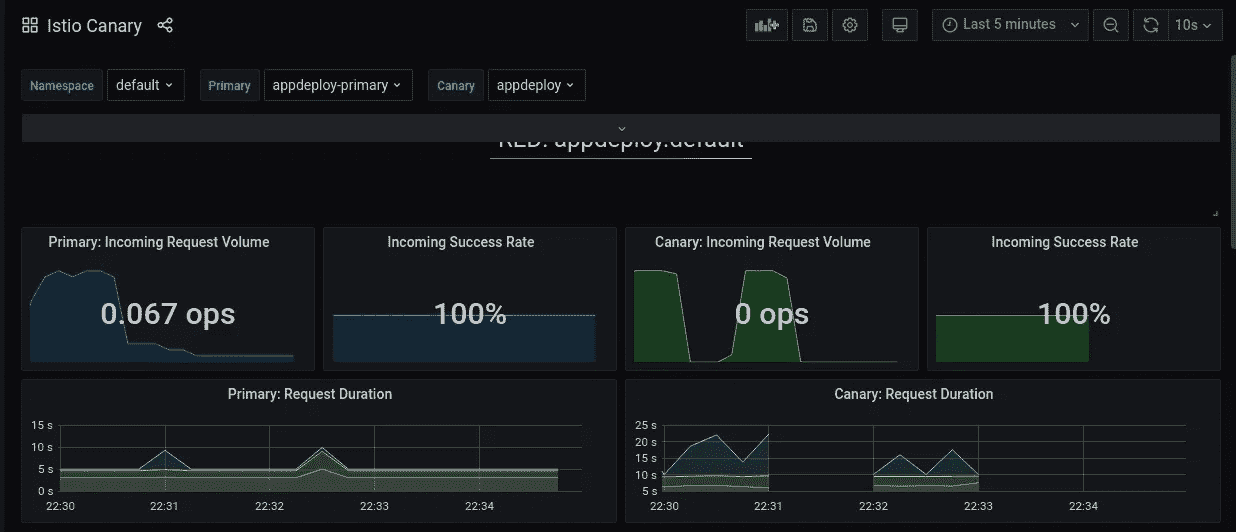 Istio Canary
Last 5 minutes
10s
Namespace default Primary appdeploy-primary Canary appdeploy
RED: appdeploy.default
Primary: Incoming Request Volume
0.067 ops
Incoming Success Rate
100%
Canary: Incoming Request Volume
0 ops
Incoming Success Rate
100%
Primary: Request Duration
15 s
10 s
5 s
0 s
22:30 22:31 22:32 22:33 22:34
Canary: Request Duration
25 s
20 s
15 s
10 s
5 s
22:30 22:31 22:32 22:33 22:34